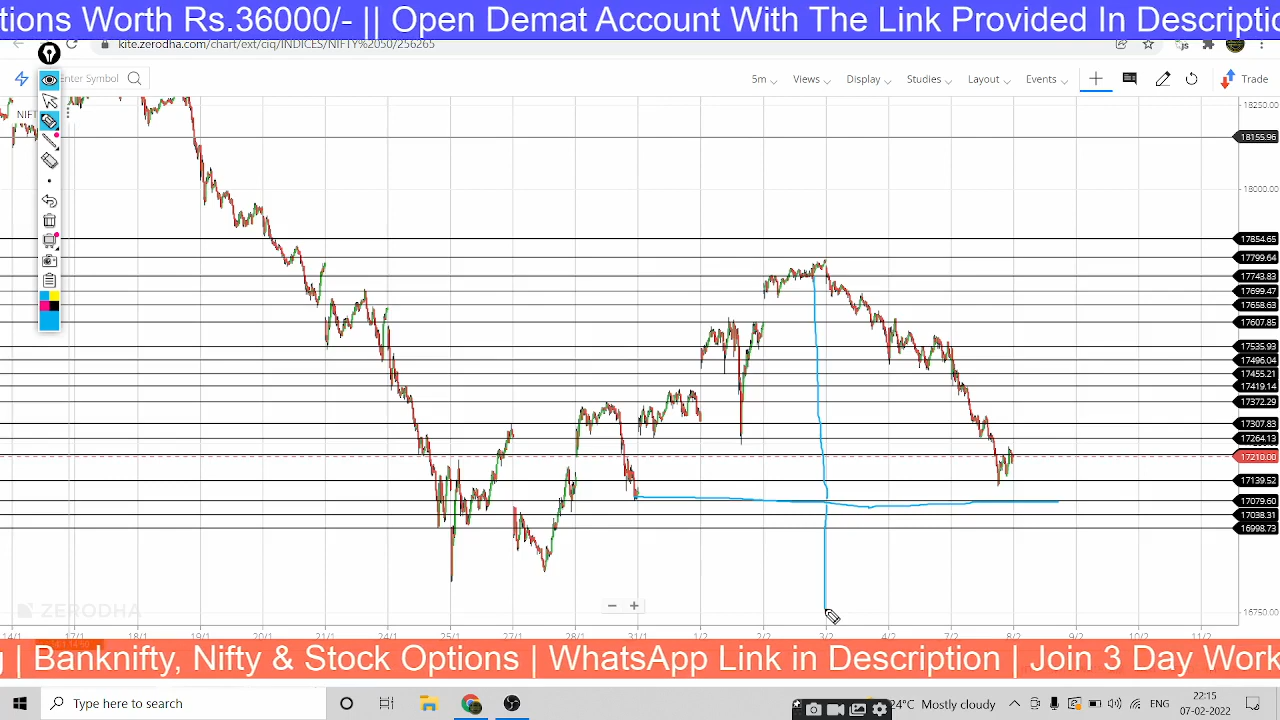 tions Worth Rs.36000/- || Open Demat Account With The Link Provided In Descriptio
kite.zerodha.com/chart/ext/ciq/INDICES/NIFTY%2050/256265
Enter Symbol 5m Views Display Studies Layout Events Trade
NIFT
18250.00
18155.96
18000.00
17854.65
17799.64
17743.83
17699.47
17658.63
17607.85
17535.93
17496.04
17455.21
17419.14
17372.29
17307.83
17264.13
17210.00
17139.52
17079.60
17038.31
16998.73
ZERODHA
16750.00
14/1 17/1 18/1 19/1 20/1 21/1 24/1 25/1 27/1 28/1 31/1 1/2 2/2 3/2 4/2 7/2 8/2 9/2 10/2 11/2
g | Banknifty, Nifty & Stock Options | WhatsApp Link in Description | Join 3 Day Work
Type here to search
24°C Mostly cloudy
ENG
22:15
07-02-2022